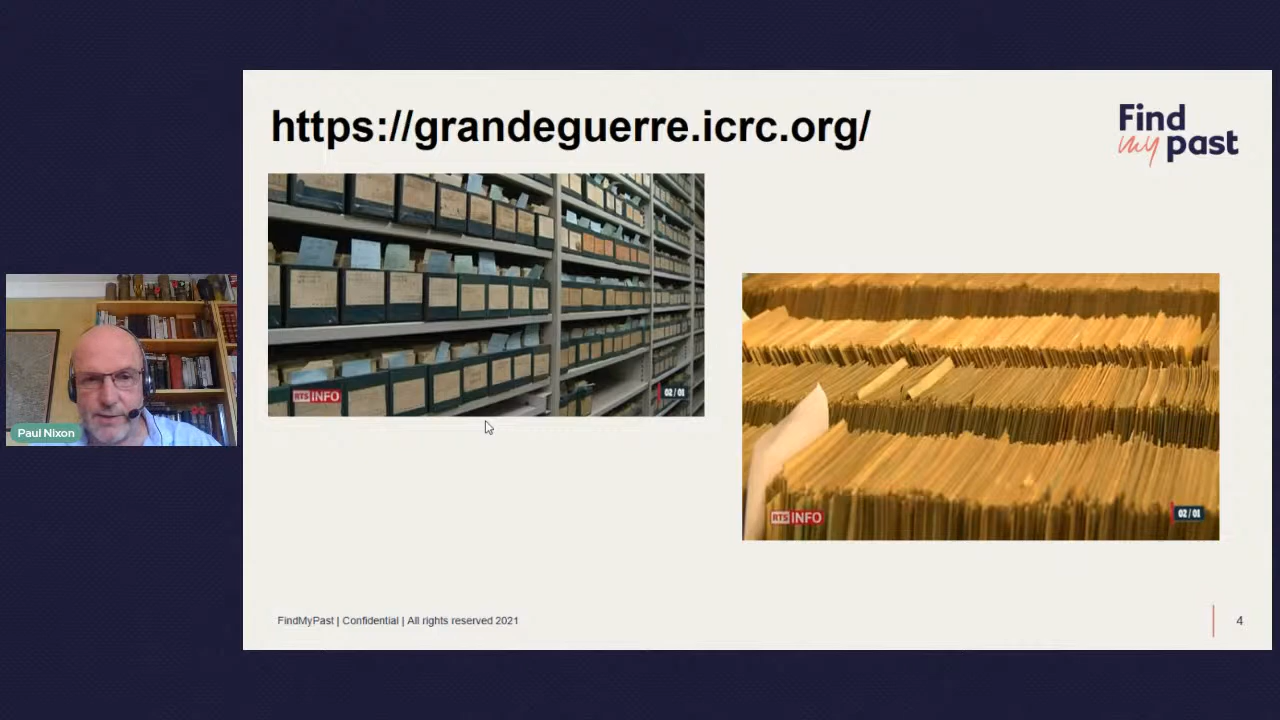 https://grandeguerre.icrc.org/
Find
my past
RTS INFO
02/01
RTS INFO
02/01
Paul Nixon
FindMyPast | Confidential | All rights reserved 2021
4